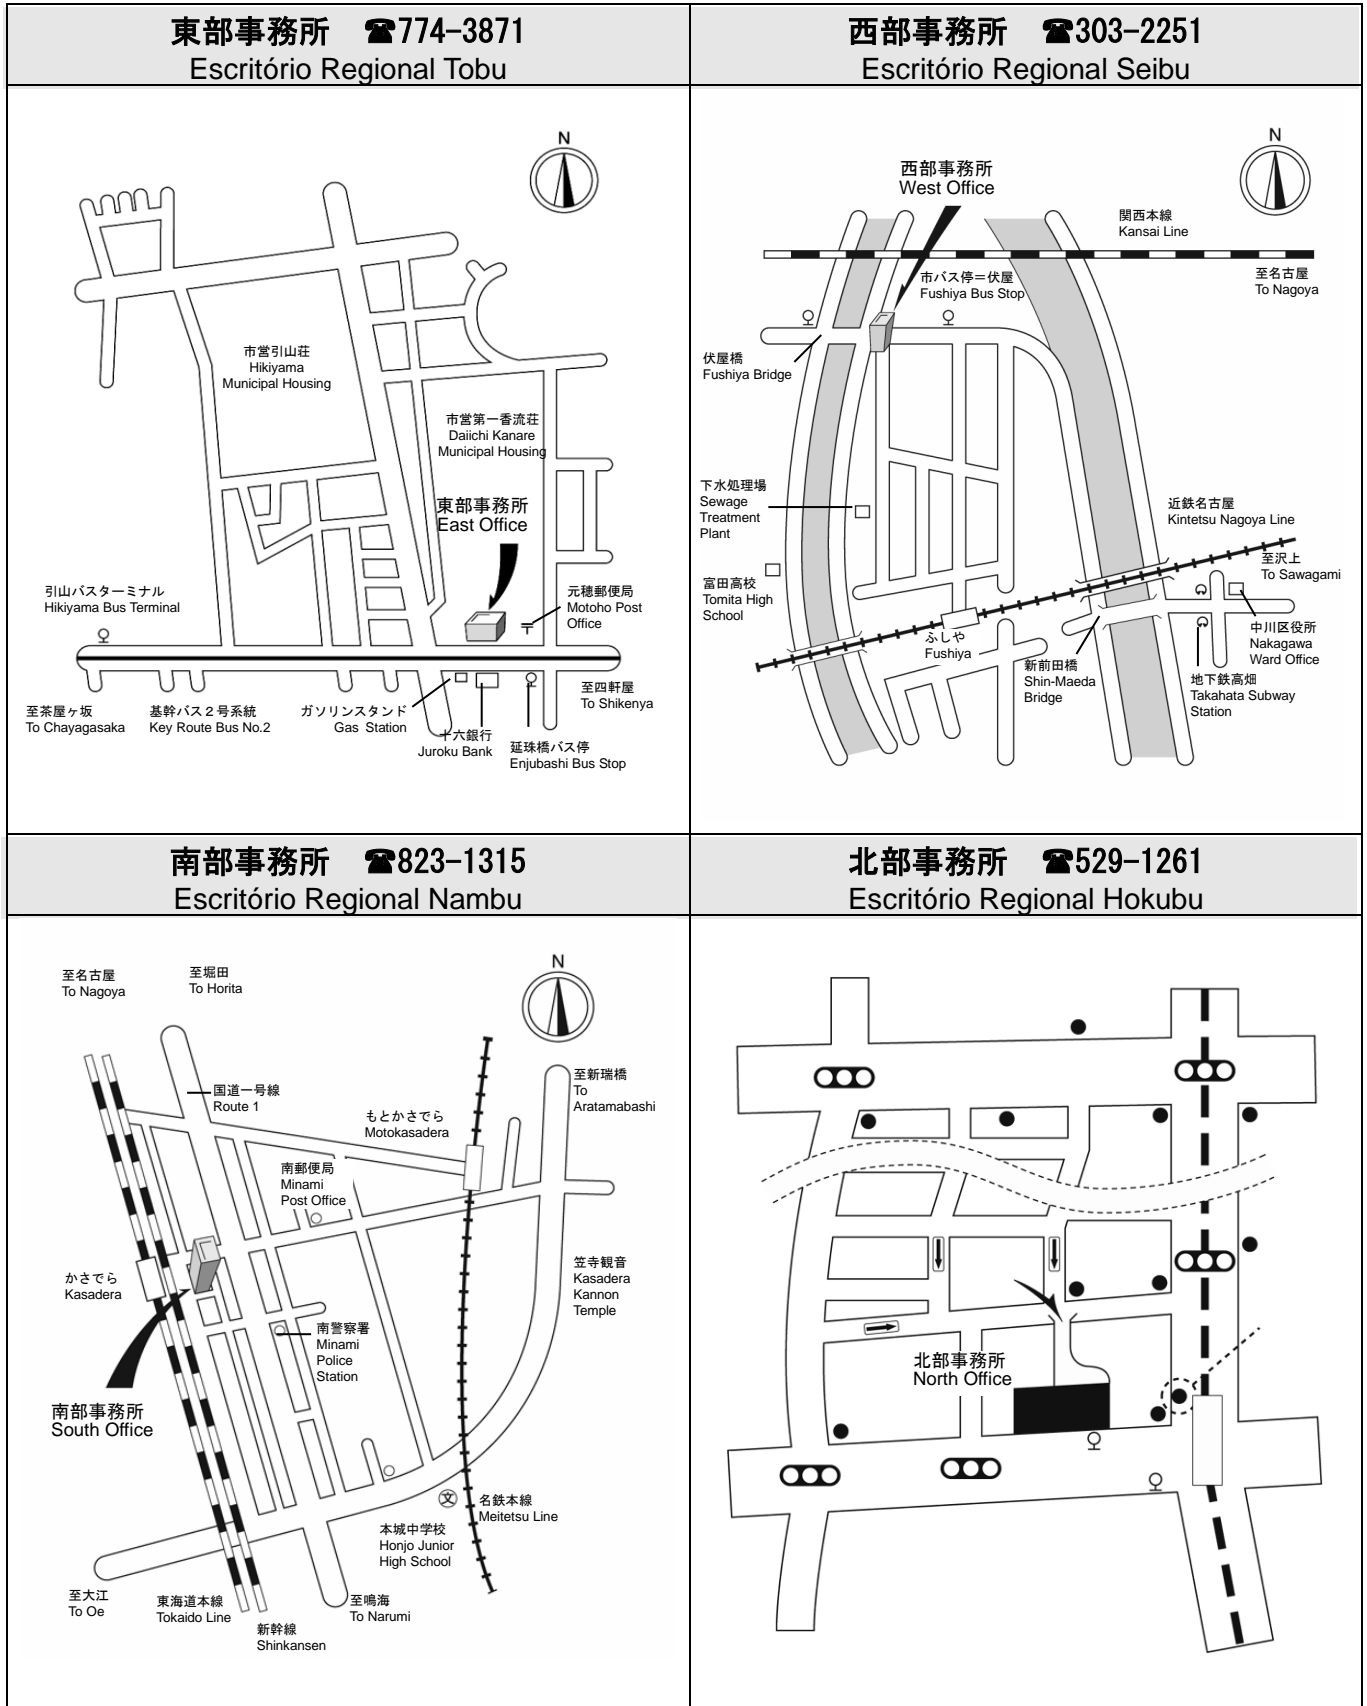 東部事務所 ☎774-3871
Escritório Regional Tobu
N
市営引山荘
Hikiyama
Municipal Housing
市営第一香流荘
Daiichi Kanare
Municipal Housing
東部事務所
East Office
引山バスターミナル
Hikiyama Bus Terminal
元穂郵便局
Motoho Post
Office
〒
至茶屋ヶ坂
To Chayagasaka
基幹バス２号系統
Key Route Bus No.2
ガソリンスタンド
Gas Station
十六銀行
Juroku Bank
延珠橋バス停
Enjubashi Bus Stop
至四軒屋
To Shikenya
西部事務所 ☎303-2251
Escritório Regional Seibu
N
西部事務所
West Office
関西本線
Kansai Line
至名古屋
To Nagoya
市バス停＝伏屋
Fushiya Bus Stop
伏屋橋
Fushiya Bridge
下水処理場
Sewage
Treatment
Plant
富田高校
Tomita High
School
近鉄名古屋
Kintetsu Nagoya Line
至沢上
To Sawagami
ふしや
Fushiya
新前田橋
Shin-Maeda
Bridge
中川区役所
Nakagawa
Ward Office
地下鉄高畑
Takahata Subway
Station
南部事務所 ☎823-1315
Escritório Regional Nambu
至名古屋
To Nagoya
至堀田
To Horita
N
国道一号線
Route 1
もとかさでら
Motokasadera
至新瑞橋
To
Aratamabashi
南郵便局
Minami
Post Office
かさでら
Kasadera
笠寺観音
Kasadera
Kannon
Temple
南警察署
Minami
Police
Station
南部事務所
South Office
文
名鉄本線
Meitetsu Line
本城中学校
Honjo Junior
High School
至大江
To Oe
東海道本線
Tokaido Line
新幹線
Shinkansen
至鳴海
To Narumi
北部事務所 ☎529-1261
Escritório Regional Hokubu
北部事務所
North Office